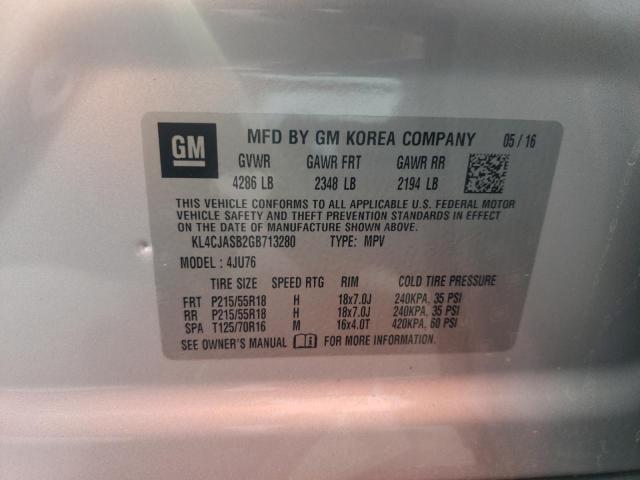 GM MFD BY GM KOREA COMPANY 05/16
GVWR GAWR FRT GAWR RR
4286 LB 2348 LB 2194 LB
THIS VEHICLE CONFORMS TO ALL APPLICABLE U.S. FEDERAL MOTOR
VEHICLE SAFETY AND THEFT PREVENTION STANDARDS IN EFFECT
ON THE DATE OF MANUFACTURE SHOWN ABOVE.
KL4CJASB2GB713280 TYPE: MPV
MODEL: 4JU76
TIRE SIZE SPEED RTG RIM COLD TIRE PRESSURE
FRT P215/55R18 H 18x7.0J 240KPA, 35 PSI
RR P215/55R18 H 18x7.0J 240KPA, 35 PSI
SPA T125/70R16 M 16x4.0T 420KPA, 60 PSI
SEE OWNER'S MANUAL FOR MORE INFORMATION.